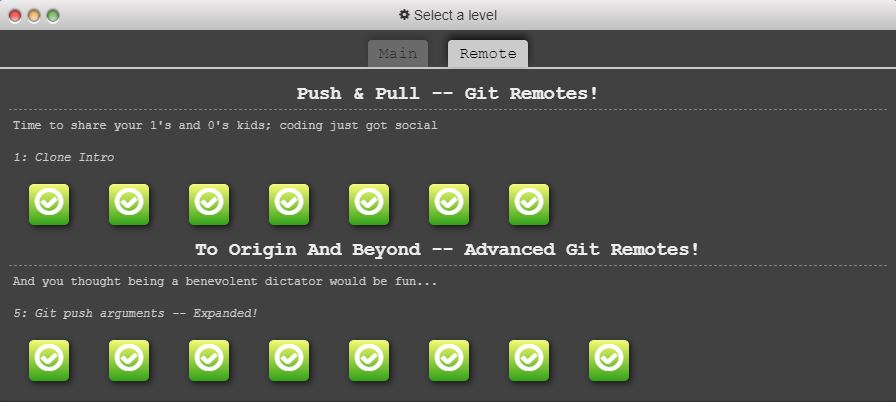 Select a level
Main Remote
Push & Pull -- Git Remotes!
Time to share your 1's and 0's kids; coding just got social
1: Clone Intro
To Origin And Beyond -- Advanced Git Remotes!
And you thought being a benevolent dictator would be fun...
5: Git push arguments -- Expanded!